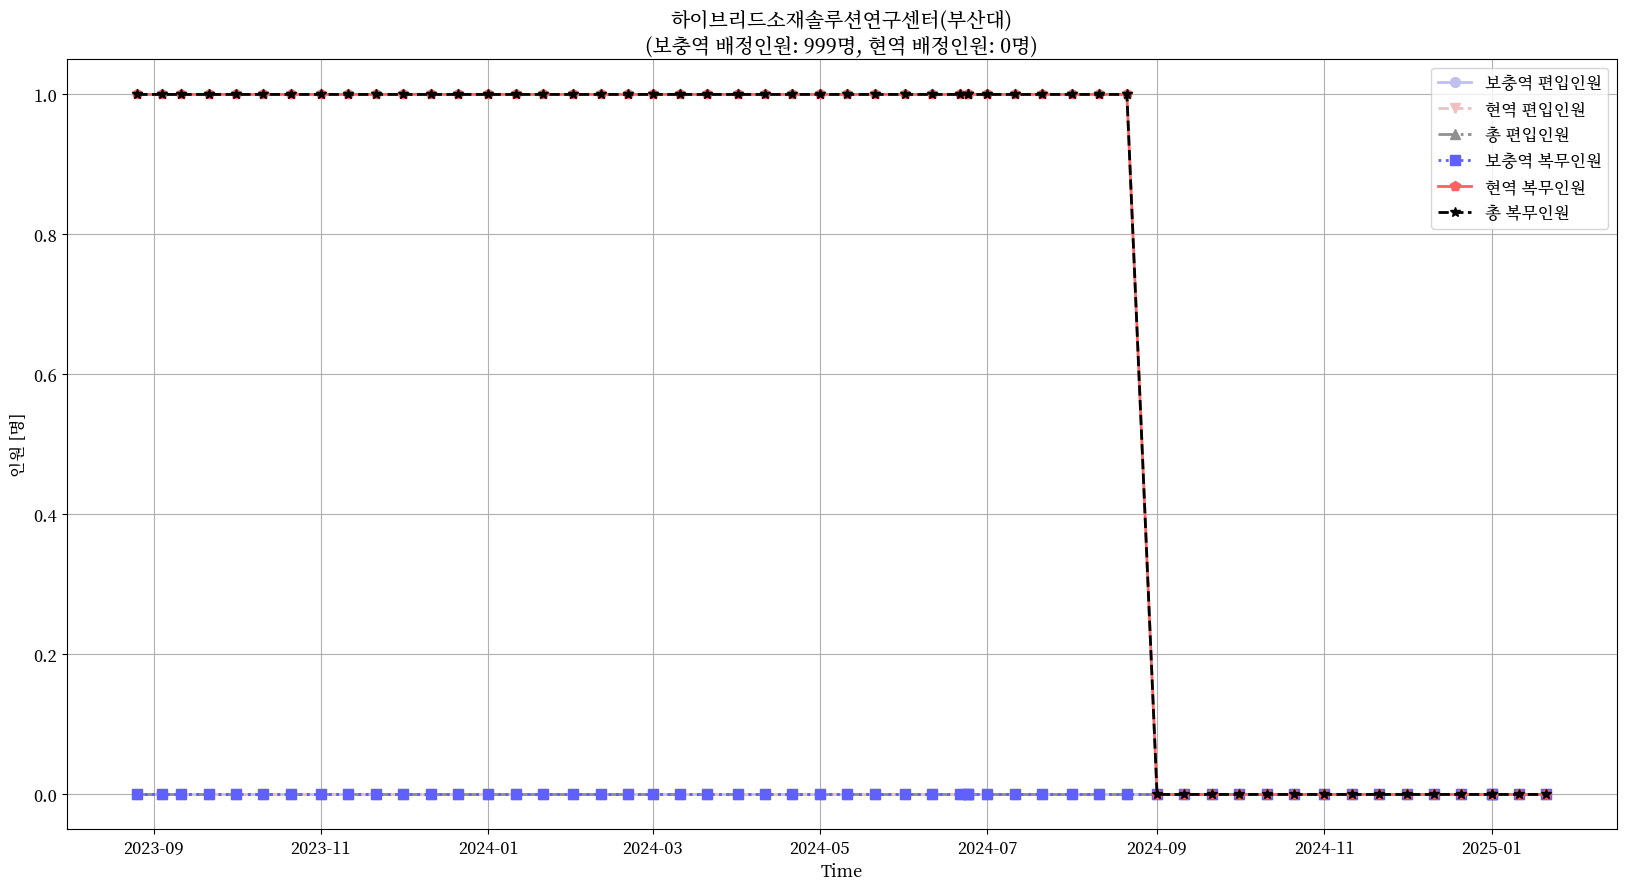 하이브리드소재솔루션연구센터(부산대)
(보충역 배정인원: 999명, 현역 배정인원: 0명)
보충역 편입인원
현역 편입인원
총 편입인원
보충역 복무인원
현역 복무인원
총 복무인원
인원 [명]
1.0
0.8
0.6
0.4
0.2
0.0
2023-09
2023-11
2024-01
2024-03
2024-05
2024-07
2024-09
2024-11
2025-01
Time